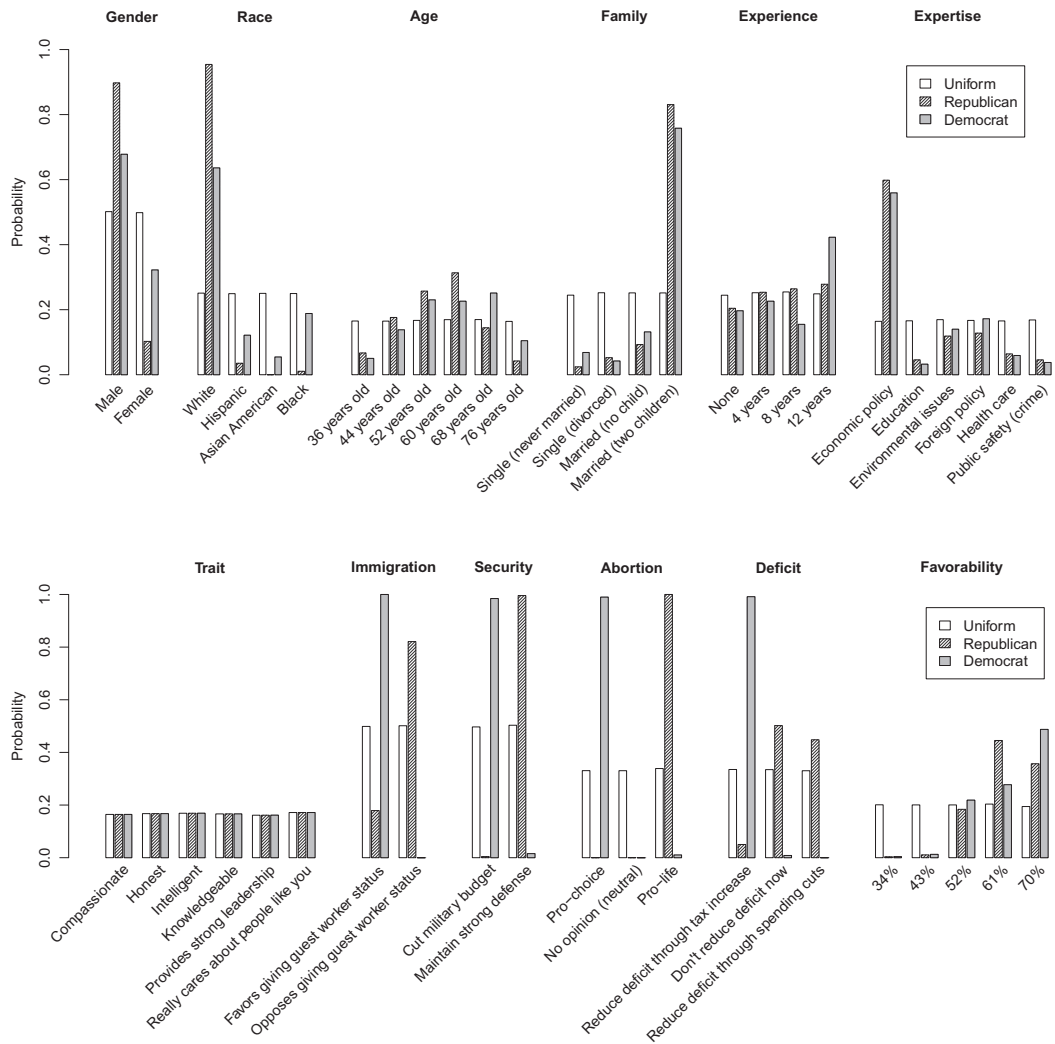 Gender Race Age Family Experience Expertise
Probability
0.0 0.2 0.4 0.6 0.8 1.0
Uniform
Republican
Democrat
Male
Female
White
Hispanic
Asian American
Black
36 years old
44 years old
52 years old
60 years old
68 years old
76 years old
Single (never married)
Single (divorced)
Married (no child)
Married (two children)
None
4 years
8 years
12 years
Economic policy
Education
Environmental issues
Foreign policy
Health care
Public safety (crime)
Trait Immigration Security Abortion Deficit Favorability
Probability
0.0 0.2 0.4 0.6 0.8 1.0
Uniform
Republican
Democrat
Compassionate
Honest
Intelligent
Knowledgeable
Provides strong leadership
Really cares about people like you
Favors giving guest worker status
Opposes giving guest worker status
Cut military budget
Maintain strong defense
Pro−choice
No opinion (neutral)
Pro−life
Reduce deficit through tax increase
Don't reduce deficit now
Reduce deficit through spending cuts
34%
43%
52%
61%
70%